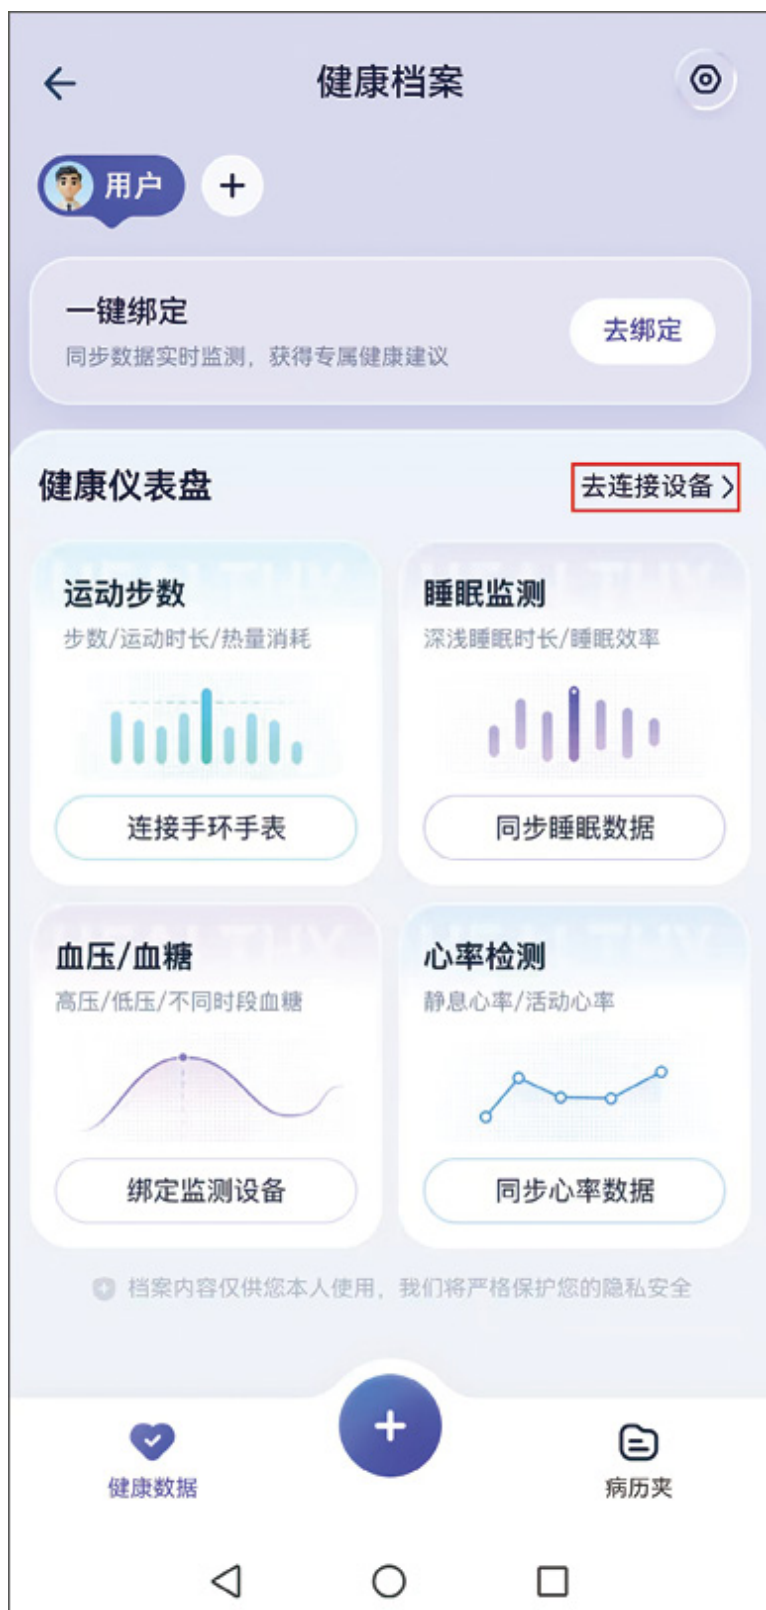 健康档案
用户
一键绑定
同步数据实时监测，获得专属健康建议
去绑定
健康仪表盘
去连接设备
运动步数
步数/运动时长/热量消耗
连接手环手表
睡眠监测
深浅睡眠时长/睡眠效率
同步睡眠数据
血压/血糖
高压/低压/不同时段血糖
绑定监测设备
心率检测
静息心率/活动心率
同步心率数据
档案内容仅供您本人使用，我们将严格保护您的隐私安全
健康数据
病历夹